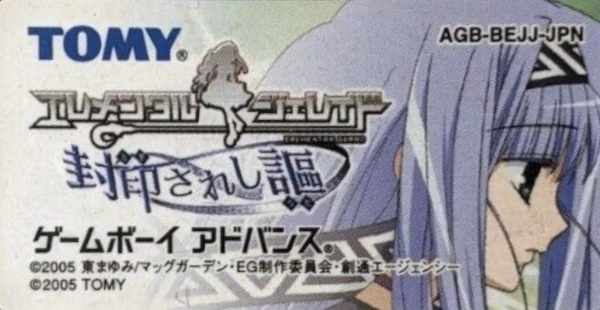 TOMY®
AGB-BEJJ-JPN
エレメンタル ジェレイド
封印されし謳
ゲームボーイ アドバンス®
©2005 東まゆみ/マッグガーデン・EG制作委員会・創通エージェンシー
©2005 TOMY